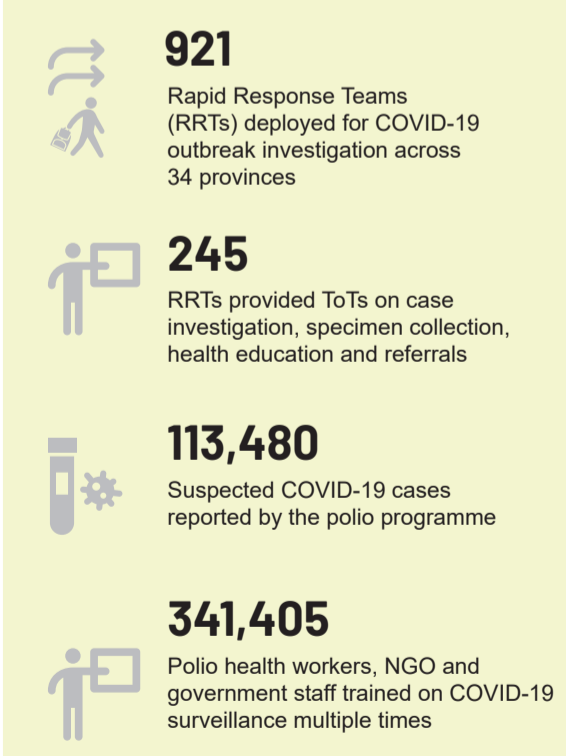 921
Rapid Response Teams
(RRTs) deployed for COVID-19
outbreak investigation across
34 provinces
245
RRTs provided ToTs on case
investigation, specimen collection,
health education and referrals
113,480
Suspected COVID-19 cases
reported by the polio programme
341,405
Polio health workers, NGO and
government staff trained on COVID-19
surveillance multiple times